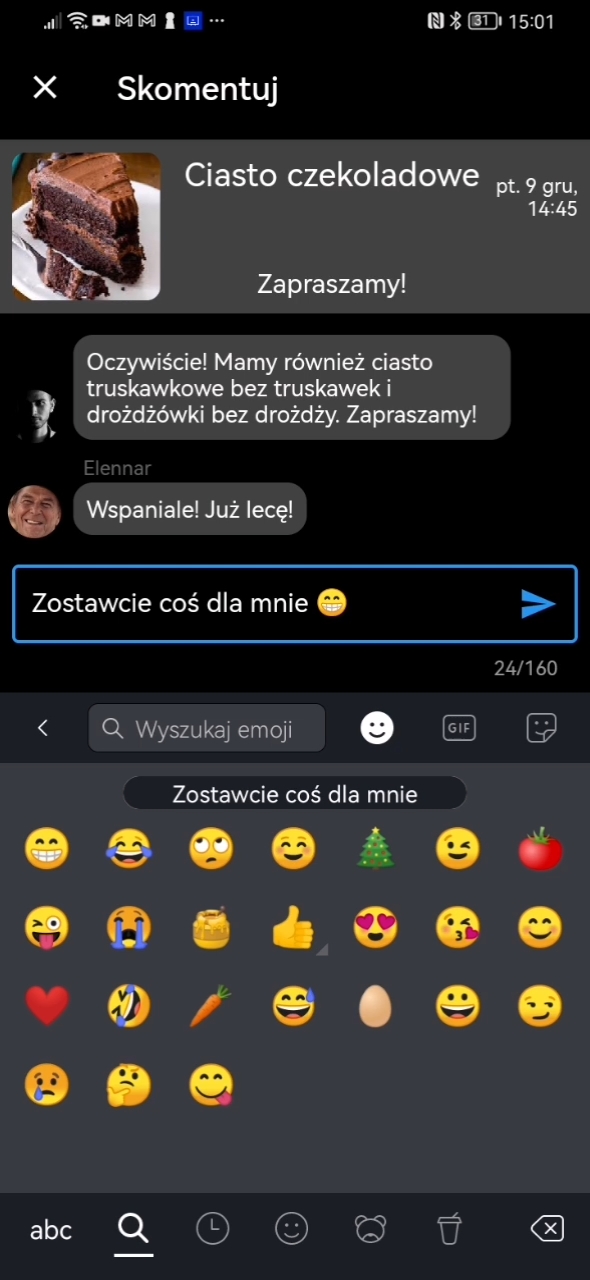 31 15:01
Skomentuj
Ciasto czekoladowe
pt. 9 gru,
14:45
Zapraszamy!
Oczywiście! Mamy również ciasto
truskawkowe bez truskawek i
drożdżówki bez drożdży. Zapraszamy!
Elennar
Wspaniale! Już lecę!
Zostawcie coś dla mnie 😁
24/160
Wyszukaj emoji
GIF
Zostawcie coś dla mnie
abc